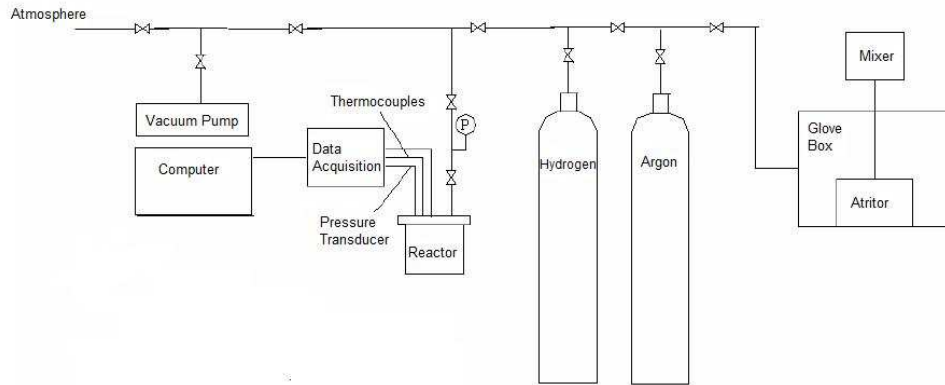 Atmosphere
Mixer
Thermocouples
Vacuum Pump
P
Glove
Box
Data
Acquisition
Computer
Hydrogen
Argon
Atritor
Pressure
Transducer
Reactor